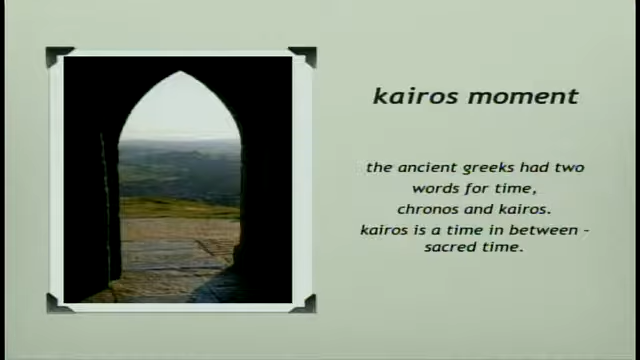 kairos moment
the ancient greeks had two
words for time,
chronos and kairos.
kairos is a time in between -
sacred time.